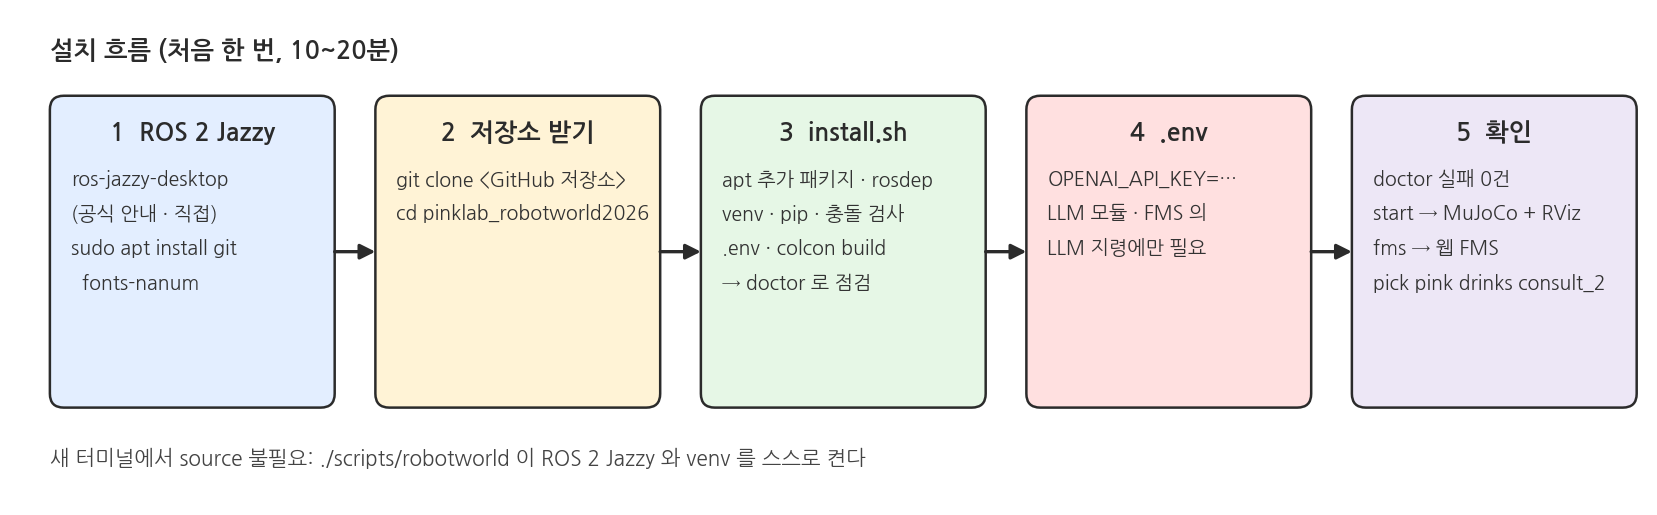 설치 흐름 (처음 한 번, 10~20분)
1 ROS 2 Jazzy
ros-jazzy-desktop
(공식 안내 · 직접)
sudo apt install git
fonts-nanum
2 저장소 받기
git clone <GitHub 저장소>
cd pinklab_robotworld2026
3 install.sh
apt 추가 패키지 · rosdep
venv · pip · 충돌 검사
.env · colcon build
→ doctor 로 점검
4 .env
OPENAI_API_KEY=…
LLM 모듈 · FMS 의
LLM 지령에만 필요
5 확인
doctor 실패 0건
start → MuJoCo + RViz
fms → 웹 FMS
pick pink drinks consult_2
새 터미널에서 source 불필요: ./scripts/robotworld 이 ROS 2 Jazzy 와 venv 를 스스로 켠다